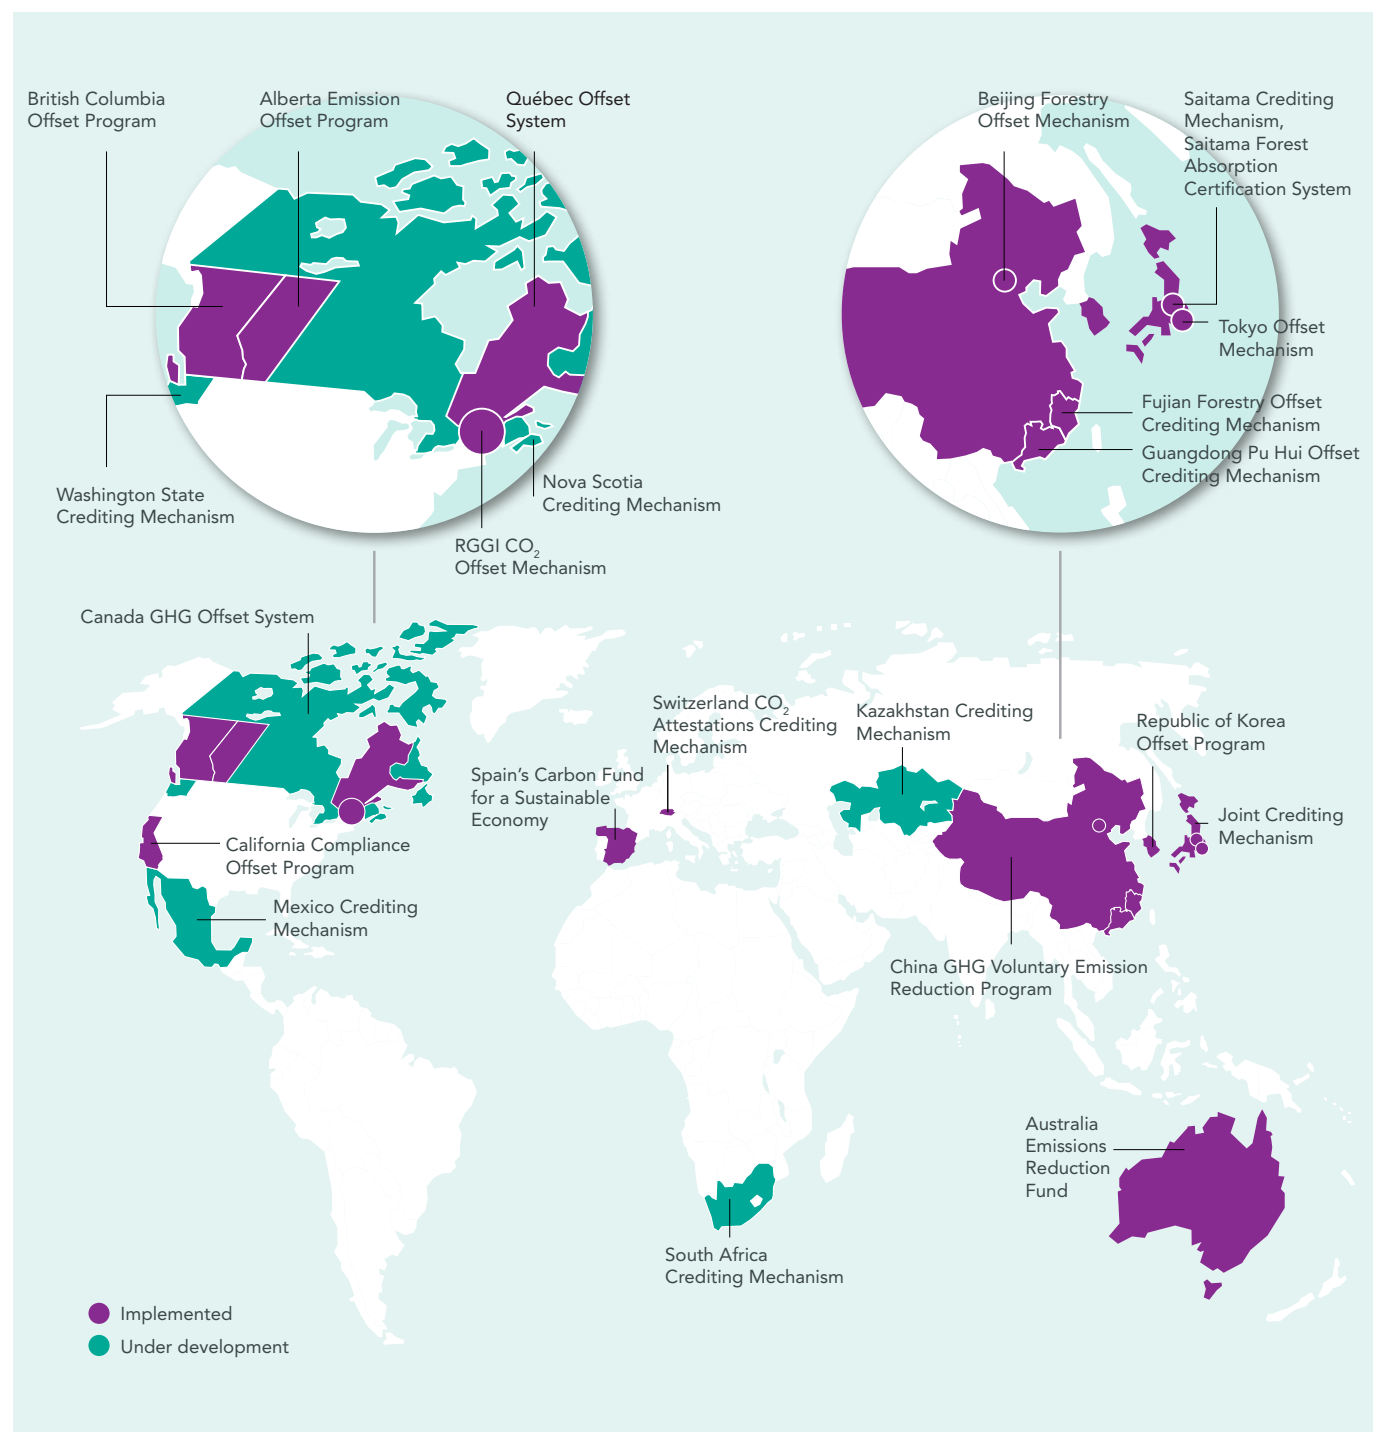 British Columbia
Offset Program
Alberta Emission
Offset Program
Québec Offset
System
Beijing Forestry
Offset Mechanism
Saitama Crediting
Mechanism,
Saitama Forest
Absorption
Certification System
Tokyo Offset
Mechanism
Fujian Forestry Offset
Crediting Mechanism
Guangdong Pu Hui Offset
Crediting Mechanism
Washington State
Crediting Mechanism
Nova Scotia
Crediting Mechanism
RGGI CO2
Offset Mechanism
Canada GHG Offset System
Switzerland CO2
Attestations Crediting
Mechanism
Kazakhstan Crediting
Mechanism
Republic of Korea
Offset Program
Spain's Carbon Fund
for a Sustainable
Economy
Joint Crediting
Mechanism
California Compliance
Offset Program
Mexico Crediting
Mechanism
China GHG Voluntary Emission
Reduction Program
Australia
Emissions
Reduction
Fund
South Africa
Crediting Mechanism
Implemented
Under development